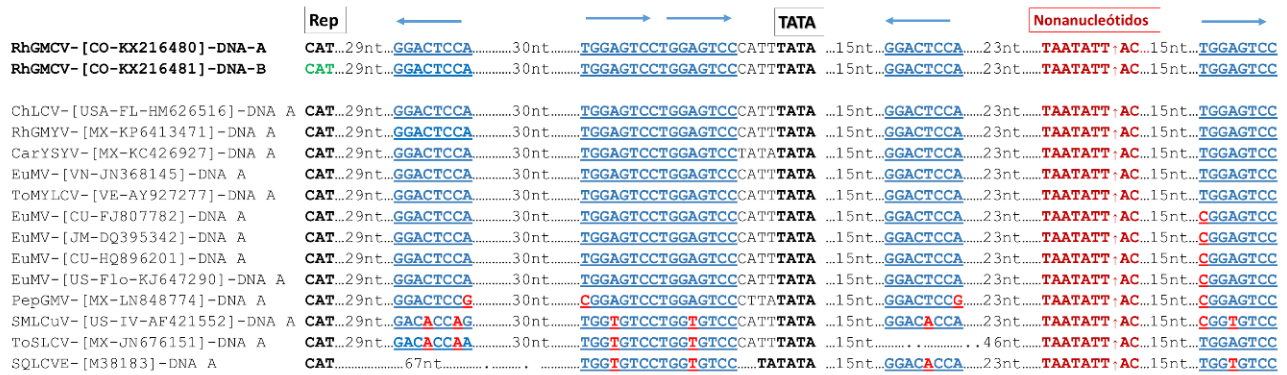 Rep TATA Nonanucleótidos
RhGMCV-[CO-KX216480]-DNA-A CAT…29nt…GGACTCCA…………30nt………TGGAGTCCTGGAGTCCCATTTATA …15nt……GGACTCCA…23nt……TAATATT↑AC…15nt…TGGAGTCC
RhGMCV-[CO-KX216481]-DNA-B CAT…29nt…GGACTCCA…………30nt………TGGAGTCCTGGAGTCCCATTTATA …15nt……GGACTCCA…23nt……TAATATT↑AC…15nt…TGGAGTCC
ChLCV-[USA-FL-HM626516]-DNA A CAT…29nt…GGACTCCA…………30nt………TGGAGTCCTGGAGTCCCATTTATA …15nt……GGACTCCA…23nt……TAATATT↑AC…15nt…TGGAGTCC
RhGMYV-[MX-KP6413471]-DNA A CAT…29nt…GGACTCCA…………30nt………TGGAGTCCTGGAGTCCCATTTATA …15nt……GGACTCCA…23nt……TAATATT↑AC…15nt…TGGAGTCC
CarYSYV-[MX-KC426927]-DNA A CAT…29nt…GGACTCCA…………30nt………TGGAGTCCTGGAGTCCTATATATA …15nt……GGACTCCA…23nt……TAATATT↑AC…15nt…TGGAGTCC
EuMV-[VN-JN368145]-DNA A CAT…29nt…GGACTCCA…………30nt………TGGAGTCCTGGAGTCCCATTTATA …15nt……GGACTCCA…23nt……TAATATT↑AC…15nt…TGGAGTCC
ToMYLCV-[VE-AY927277]-DNA A CAT…29nt…GGACTCCA…………30nt………TGGAGTCCTGGAGTCCCATTTATA …15nt……GGACTCCA…23nt……TAATATT↑AC…15nt…TGGAGTCC
EuMV-[CU-FJ807782]-DNA A CAT…29nt…GGACTCCA…………30nt………TGGAGTCCTGGAGTCCCATTTATA …15nt……GGACTCCA…23nt……TAATATT↑AC…15nt…CGGAGTCC
EuMV-[JM-DQ395342]-DNA A CAT…29nt…GGACTCCA…………30nt………TGGAGTCCTGGAGTCCCATTTATA …15nt……GGACTCCA…23nt……TAATATT↑AC…15nt…CGGAGTCC
EuMV-[CU-HQ896201]-DNA A CAT…29nt…GGACTCCA…………30nt………TGGAGTCCTGGAGTCCCATTTATA …15nt……GGACTCCA…23nt……TAATATT↑AC…15nt…CGGAGTCC
EuMV-[US-Flo-KJ647290]-DNA A CAT…29nt…GGACTCCA…………30nt………TGGAGTCCTGGAGTCCCATTTATA …15nt……GGACTCCA…23nt……TAATATT↑AC…15nt…CGGAGTCC
PepGMV-[MX-LN848774]-DNA A CAT…29nt…GGACTCCG…………30nt………CGGAGTCCTGGAGTCCCTTATATA …15nt……GGACTCCG…23nt……TAATATT↑AC…15nt…CGGAGTCC
SMLCuV-[US-IV-AF421552]-DNA A CAT…29nt…GACACCAG…………30nt………TGGTGTCCTGGTGTCCCATTTATA …15nt……GGACACCA…23nt……TAATATT↑AC…15nt…CGGTGTCC
ToSLCV-[MX-JN676151]-DNA A CAT…29nt…GACACCAA…………30nt………TGGTGTCCTGGTGTCCCATTTATA …15nt…… .. . …46nt…TAATATT↑AC…15nt…TGGAGTCC
SQLCVE-[M38183]-DNA A CAT……………67nt…………. . . ………TGGTGTCCTGGTGTCC…TATATA …15nt……GGACACCA…23nt……TAATATT↑AC…15nt…TGGTGTCC